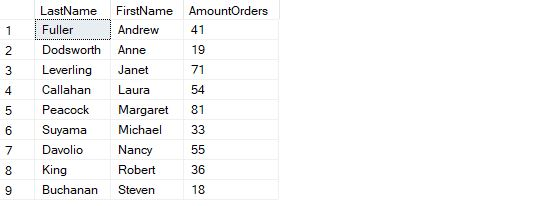 LastName FirstName AmountOrders
1 Fuller Andrew 41
2 Dodsworth Anne 19
3 Leverling Janet 71
4 Callahan Laura 54
5 Peacock Margaret 81
6 Suyama Michael 33
7 Davolio Nancy 55
8 King Robert 36
9 Buchanan Steven 18